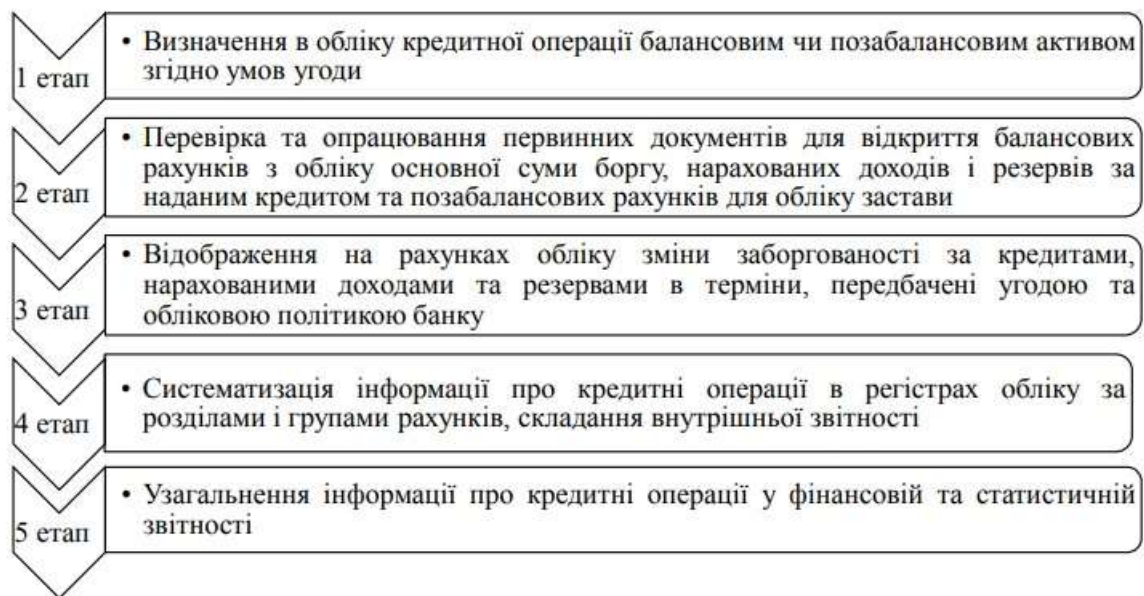 1 етап
• Визначення в обліку кредитної операції балансовим чи позабалансовим активом
згідно умов угоди
2 етап
• Перевірка та опрацювання первинних документів для відкриття балансових
рахунків з обліку основної суми боргу, нарахованих доходів і резервів за
наданим кредитом та позабалансових рахунків для обліку застави
3 етап
• Відображення на рахунках обліку зміни заборгованості за кредитами,
нарахованими доходами та резервами в терміни, передбачені угодою та
обліковою політикою банку
4 етап
• Систематизація інформації про кредитні операції в регістрах обліку за
розділами і групами рахунків, складання внутрішньої звітності
5 етап
• Узагальнення інформації про кредитні операції у фінансовій та статистичній
звітності